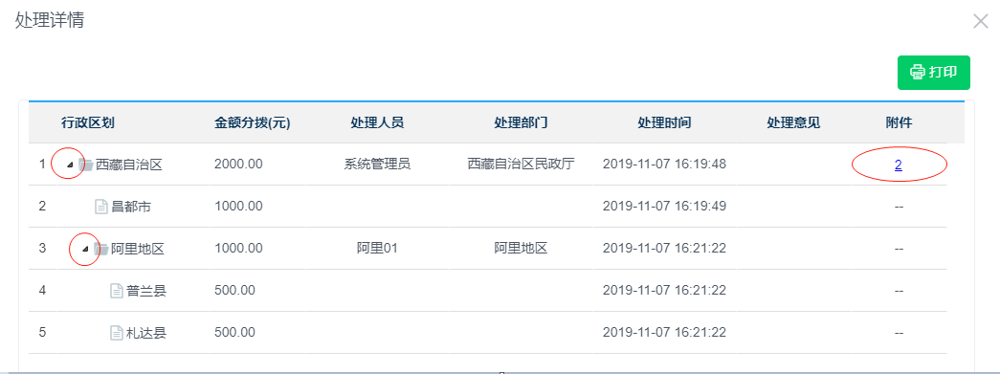 处理详情
打印
行政区划 金额分拨(元) 处理人员 处理部门 处理时间 处理意见 附件
1 西藏自治区 2000.00 系统管理员 西藏自治区民政厅 2019-11-07 16:19:48 2
2 昌都市 1000.00 2019-11-07 16:19:49 --
3 阿里地区 1000.00 阿里01 阿里地区 2019-11-07 16:21:22 --
4 普兰县 500.00 2019-11-07 16:21:22 --
5 札达县 500.00 2019-11-07 16:21:22 --